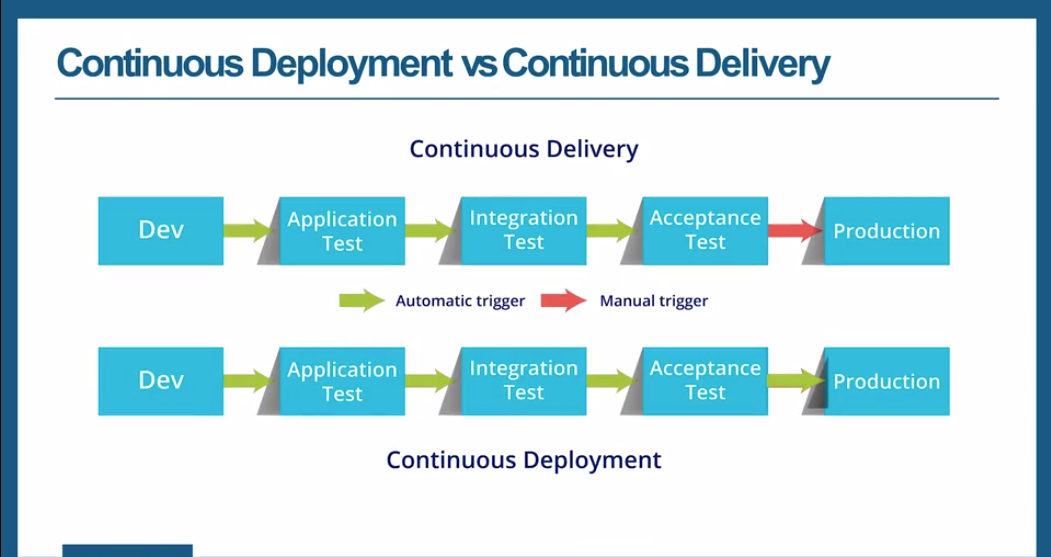 Continuous Deployment vs Continuous Delivery
Continuous Delivery
Dev
Application
Test
Integration
Test
Acceptance
Test
Production
Automatic trigger
Manual trigger
Dev
Application
Test
Integration
Test
Acceptance
Test
Production
Continuous Deployment